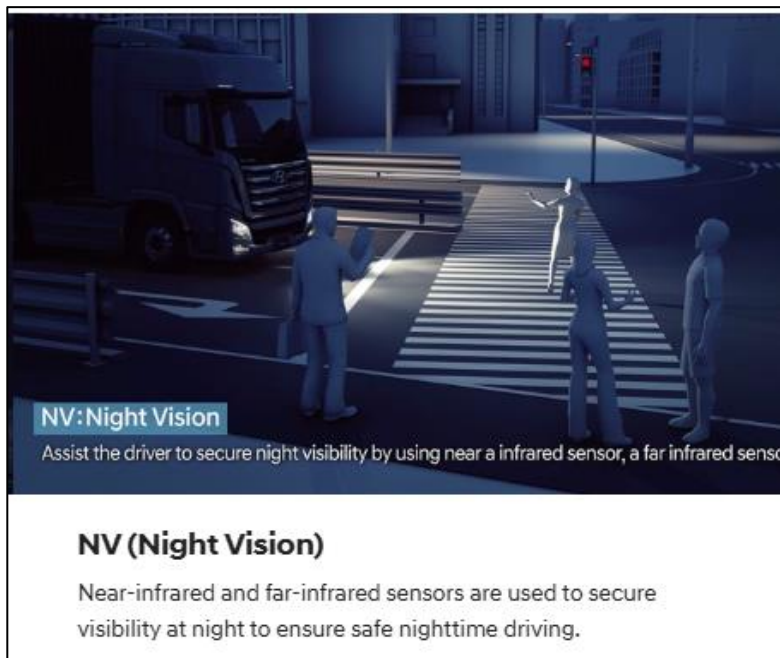 NV:Night Vision
Assist the driver to secure night visibility by using near a infrared sensor, a far infrared
NV (Night Vision)
Near-infrared and far-infrared sensors are used to secure
visibility at night to ensure safe nighttime driving.